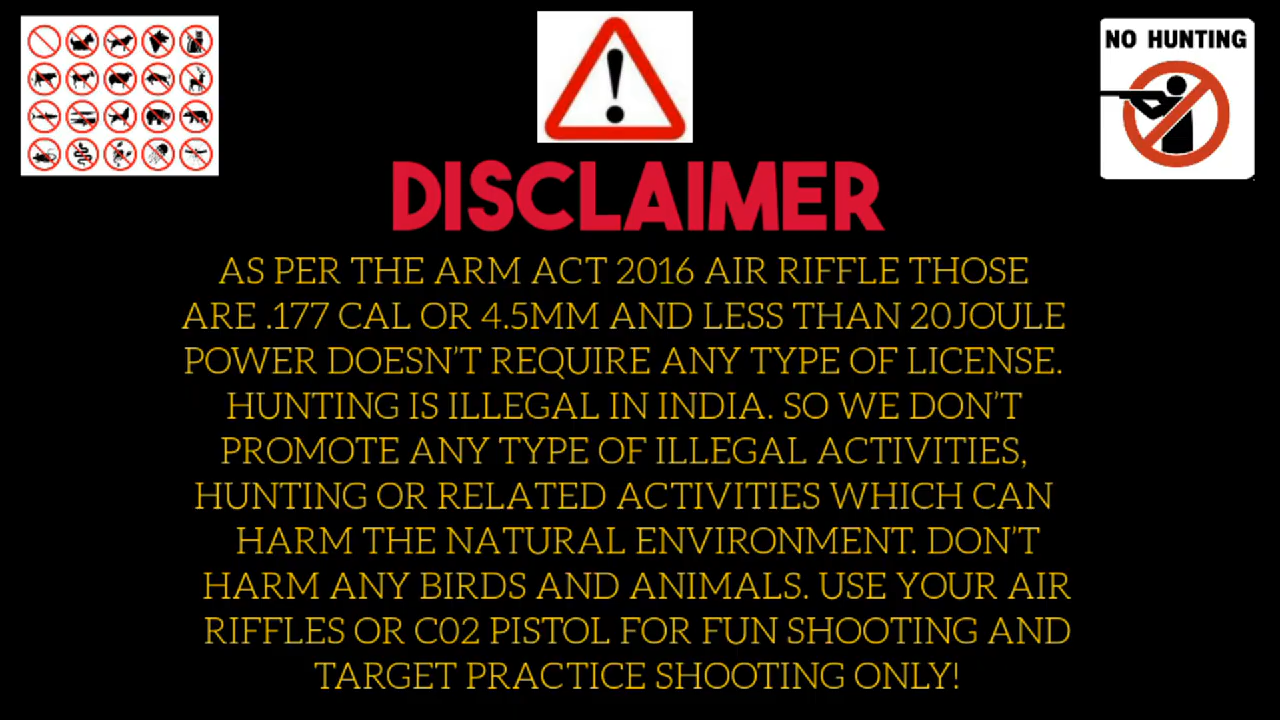 NO HUNTING
DISCLAIMER
AS PER THE ARM ACT 2016 AIR RIFFLE THOSE
ARE .177 CAL OR 4.5MM AND LESS THAN 20JOULE
POWER DOESN'T REQUIRE ANY TYPE OF LICENSE.
HUNTING IS ILLEGAL IN INDIA. SO WE DON'T
PROMOTE ANY TYPE OF ILLEGAL ACTIVITIES,
HUNTING OR RELATED ACTIVITIES WHICH CAN
HARM THE NATURAL ENVIRONMENT. DON'T
HARM ANY BIRDS AND ANIMALS. USE YOUR AIR
RIFFLES OR C02 PISTOL FOR FUN SHOOTING AND
TARGET PRACTICE SHOOTING ONLY!